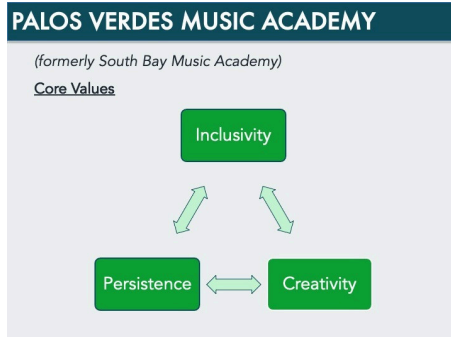 PALOS VERDES MUSIC ACADEMY
(formerly South Bay Music Academy)
Core Values
Inclusivity
Persistence
Creativity